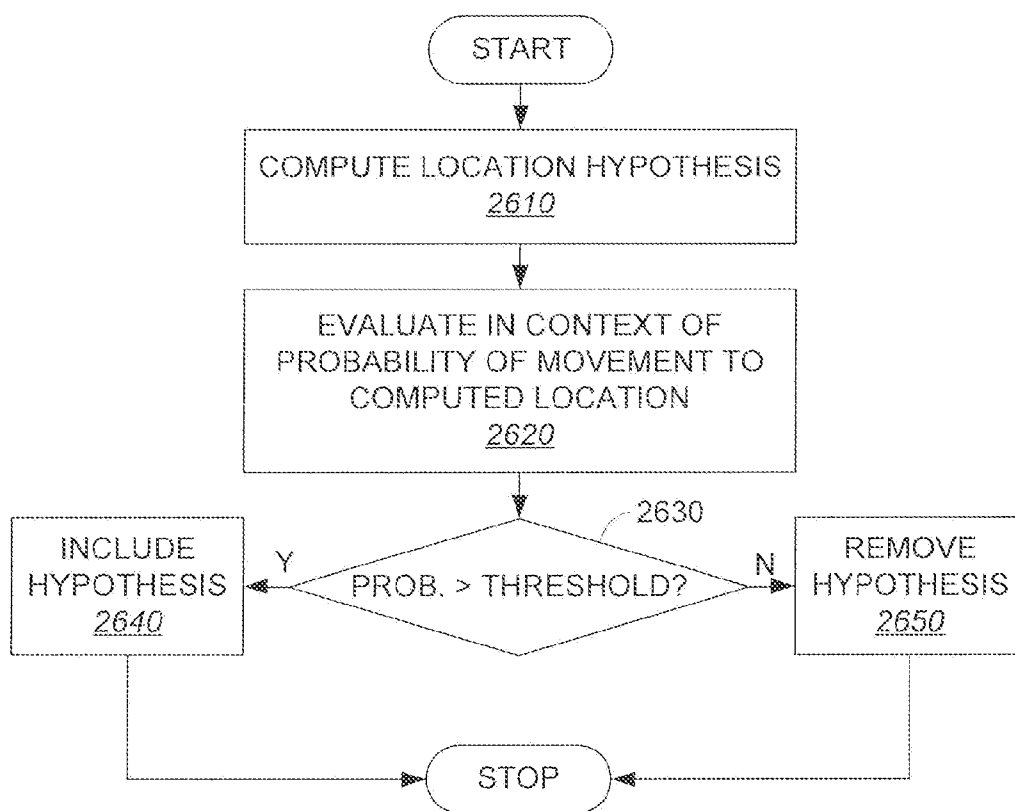 START
COMPUTE LOCATION HYPOTHESIS
2610
EVALUATE IN CONTEXT OF
PROBABILITY OF MOVEMENT TO
COMPUTED LOCATION
2620
2630
PROB. > THRESHOLD?
Y
INCLUDE
HYPOTHESIS
2640
N
REMOVE
HYPOTHESIS
2650
STOP